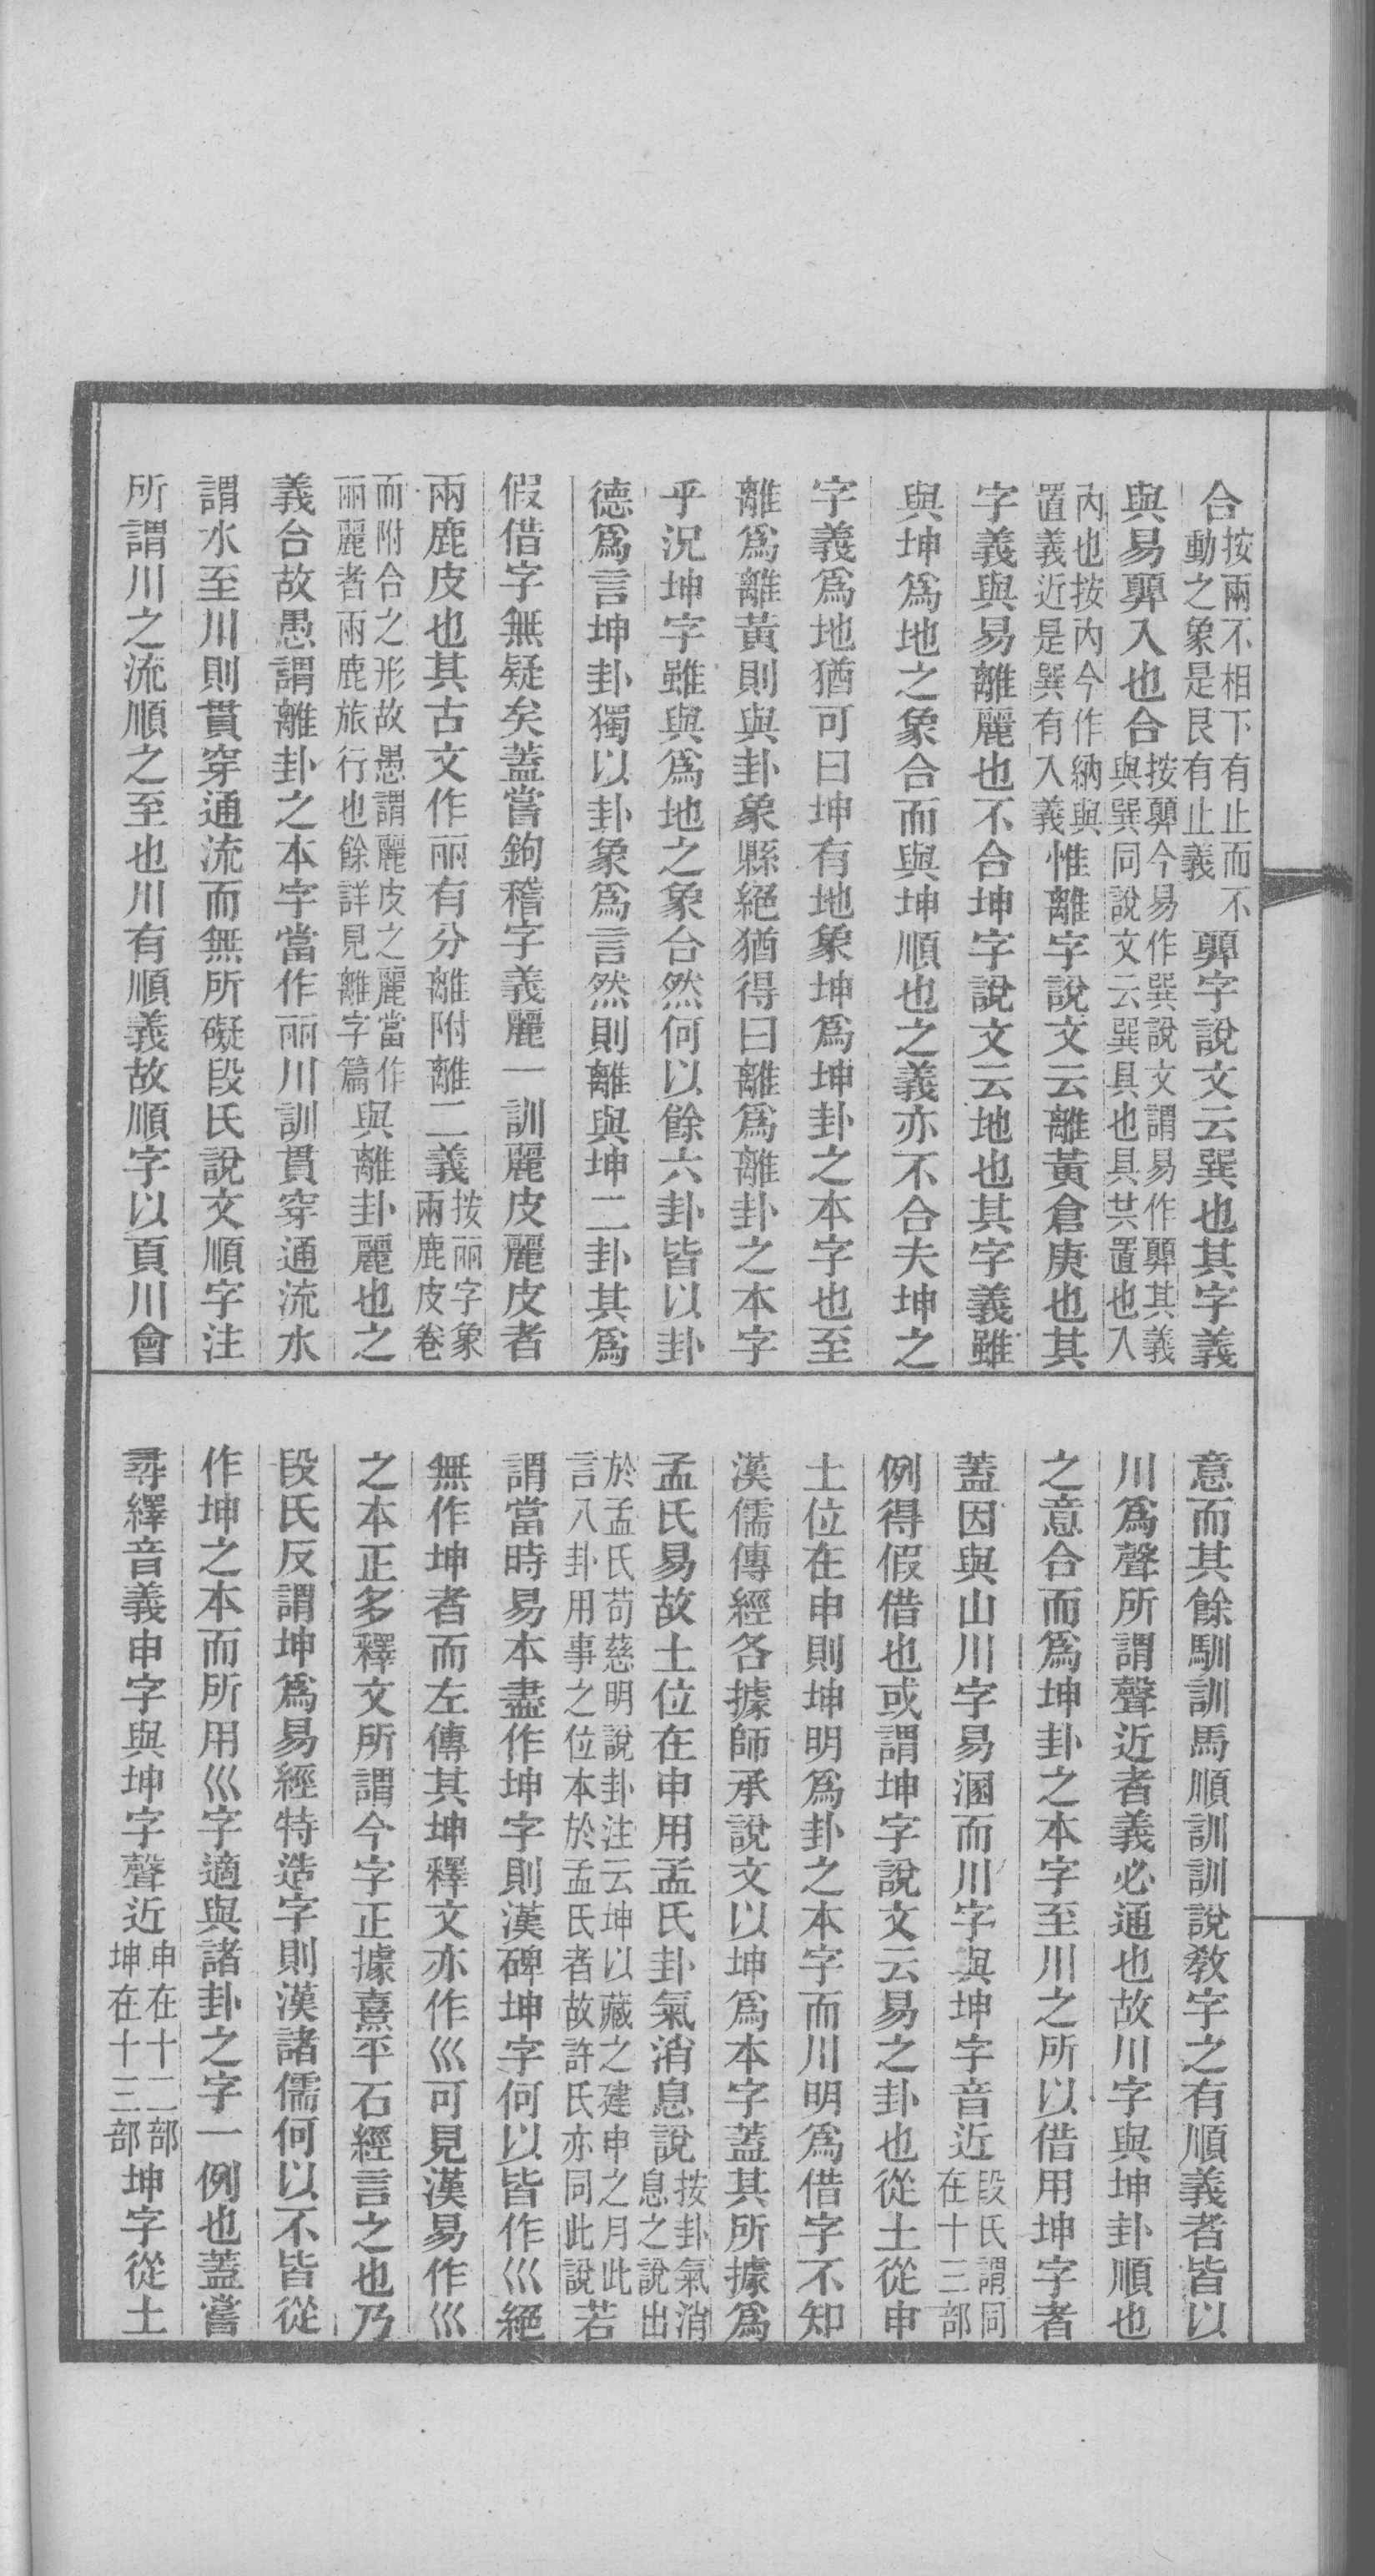 合按兩不相下有止而不動之象是艮有止義 顨字說文云巽也其字義
與易顨入也合按顨今易作巽說文謂易作顨其義與巽同說文云巽具也具共置也入
內也按內今作納與置義近是巽有入義惟離字說文云離黃倉庚也其
字義與易離麗也不合坤字說文云地也其字義雖
與坤爲地之象合而與坤順也之義亦不合夫坤之
字義爲地猶可曰坤有地象坤爲坤卦之本字也至
離爲離黃則與卦象縣絕猶得曰離爲離卦之本字
乎況坤字雖與爲地之象合然何以餘六卦皆以卦
德爲言坤卦獨以卦象爲言然則離與坤二卦其爲
假借字無疑矣蓋嘗鉤稽字義麗一訓麗皮麗皮者
兩鹿皮也其古文作丽有分離附離二義按丽字象兩鹿皮卷
而附合之形故愚謂麗皮之麗當作丽麗者兩鹿旅行也餘詳見離字篇與離卦麗也之
義合故愚謂離卦之本字當作丽川訓貫穿通流水
謂水至川則貫穿通流而無所礙段氏說文順字注
所謂川之流順之至也川有順義故順字以頁川會
意而其餘馴訓馬順訓訓說敎字之有順義者皆以
川爲聲所謂聲近者義必通也故川字與坤卦順也
之意合而爲坤卦之本字至川之所以借用坤字者
蓋因與山川字易溷而川字與坤字音近段氏謂同在十三部
例得假借也或謂坤字說文云易之卦也從土從申
土位在申則坤明爲卦之本字而川明爲借字不知
漢儒傳經各據師承說文以坤爲本字蓋其所據爲
孟氏易故土位在申用孟氏卦氣消息說按卦氣消息之說出
於孟氏荀慈明說卦注云坤以藏之建申之月此言八卦用事之位本於孟氏者故許氏亦同此說若
謂當時易本盡作坤字則漢碑坤字何以皆作巛絕
無作坤者而左傳其坤釋文亦作巛可見漢易作巛
之本正多釋文所謂今字正據熹平石經言之也乃
段氏反謂坤爲易經特造字則漢諸儒何以不皆從
作坤之本而所用巛字適與諸卦之字一例也蓋嘗
尋繹音義申字與坤字聲近申在十二部坤在十三部坤字從土